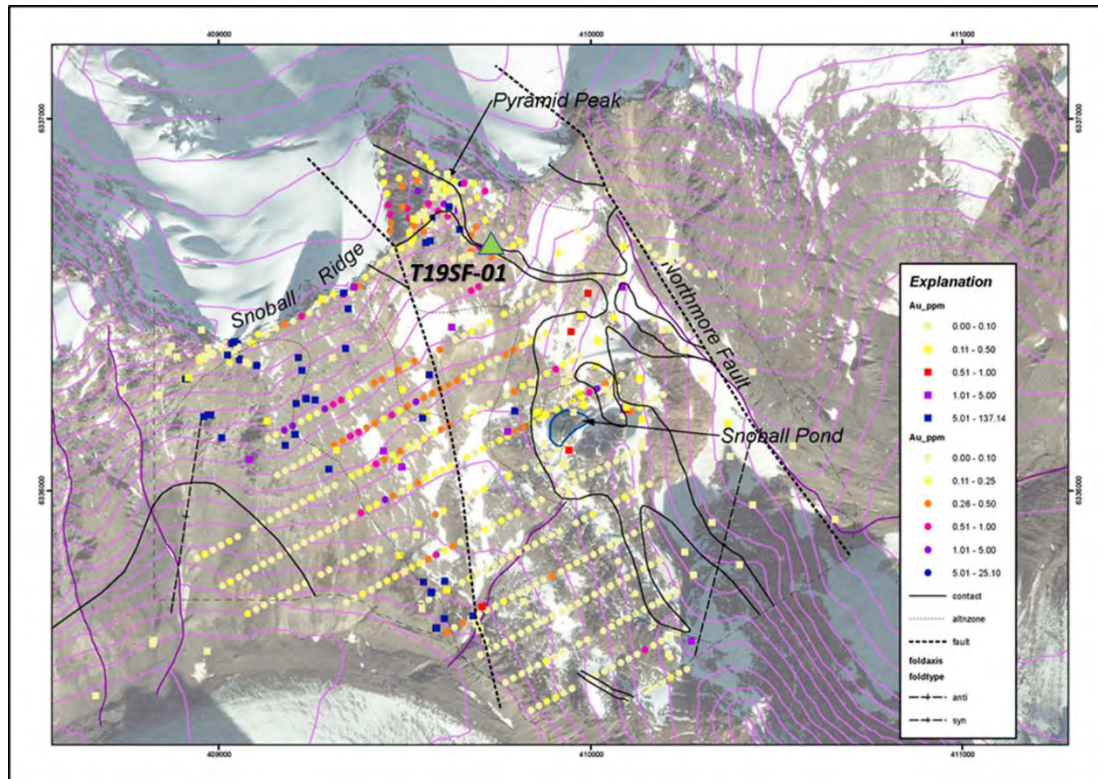 409000
410000
411000
6337000
6337000
Pyramid Peak
T19SF-01
Snoball Ridge
Northmore Fault
Snoball Pond
6336000
6336000
Explanation
Au_ppm
0.00 - 0.10
0.11 - 0.50
0.51 - 1.00
1.01 - 5.00
5.01 - 137.14
Au_ppm
0.00 - 0.10
0.11 - 0.25
0.26 - 0.50
0.51 - 1.00
1.01 - 5.00
5.01 - 25.10
contact
altnzone
fault
foldaxis
foldtype
anti
syn
409000
410000
411000